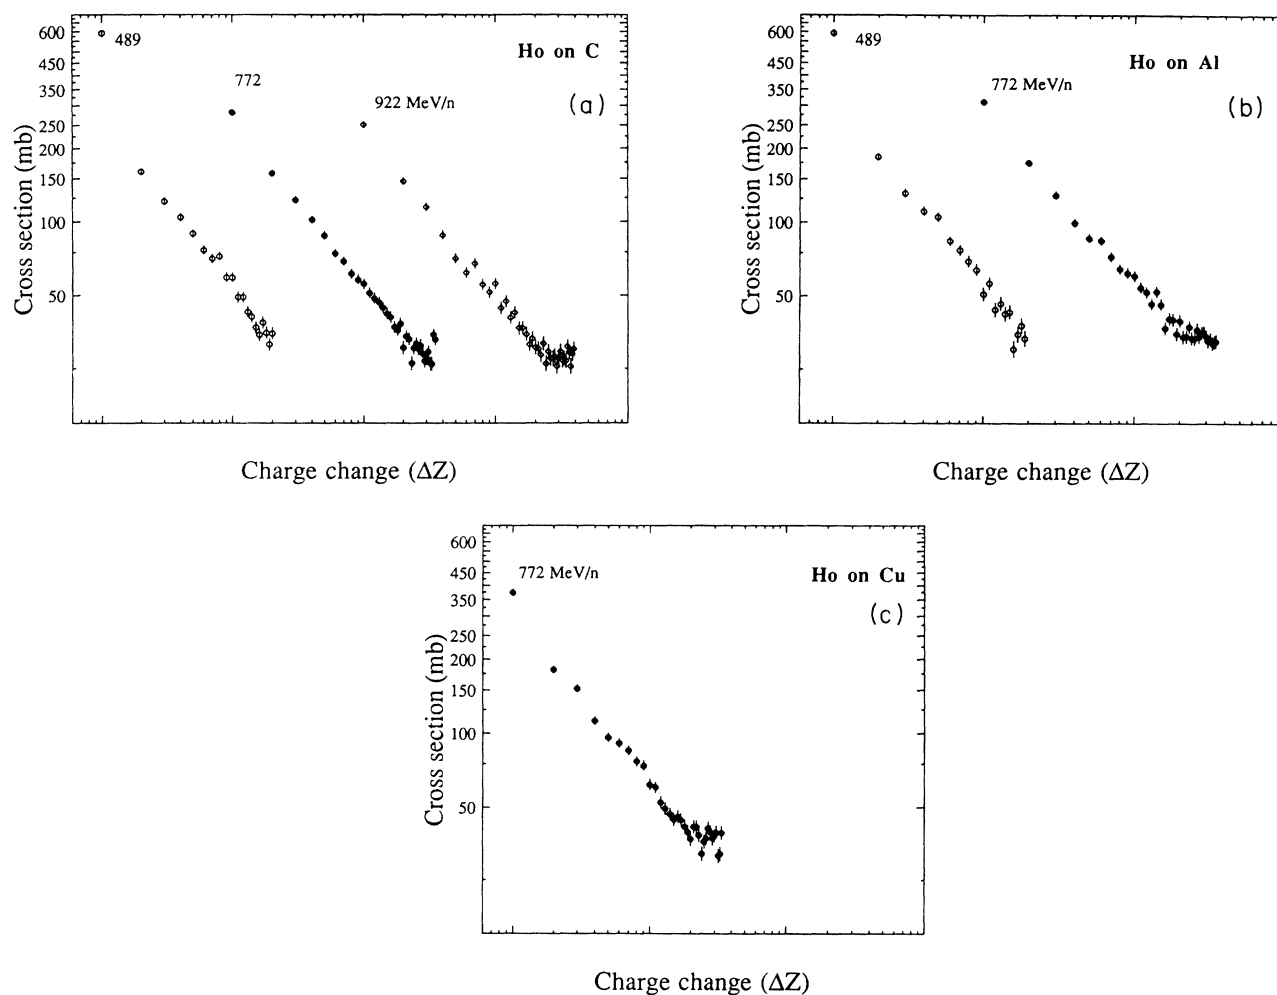 600
450
350
250
200
150
100
50
Cross section (mb)
489
772
922 MeV/n
Ho on C
(a)
Charge change (ΔZ)
600
450
350
250
200
150
100
50
Cross section (mb)
489
772 MeV/n
Ho on Al
(b)
Charge change (ΔZ)
600
450
350
250
200
150
100
50
Cross section (mb)
772 MeV/n
Ho on Cu
(c)
Charge change (ΔZ)